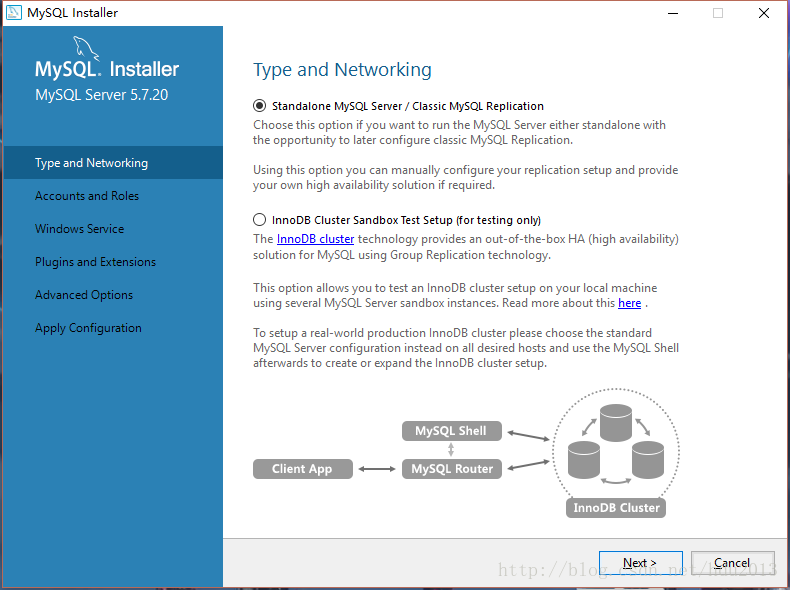 MySQL Installer
MySQL. Installer
MySQL Server 5.7.20
Type and Networking
Accounts and Roles
Windows Service
Plugins and Extensions
Advanced Options
Apply Configuration
Type and Networking
Standalone MySQL Server / Classic MySQL Replication
Choose this option if you want to run the MySQL Server either standalone with
the opportunity to later configure classic MySQL Replication.
Using this option you can manually configure your replication setup and provide
your own high availability solution if required.
InnoDB Cluster Sandbox Test Setup (for testing only)
The InnoDB cluster technology provides an out-of-the-box HA (high availability)
solution for MySQL using Group Replication technology.
This option allows you to test an InnoDB cluster setup on your local machine
using several MySQL Server sandbox instances. Read more about this here .
To setup a real-world production InnoDB cluster please choose the standard
MySQL Server configuration instead on all desired hosts and use the MySQL Shell
afterwards to create or expand the InnoDB cluster setup.
MySQL Shell
Client App
MySQL Router
InnoDB Cluster
Next >
Cancel